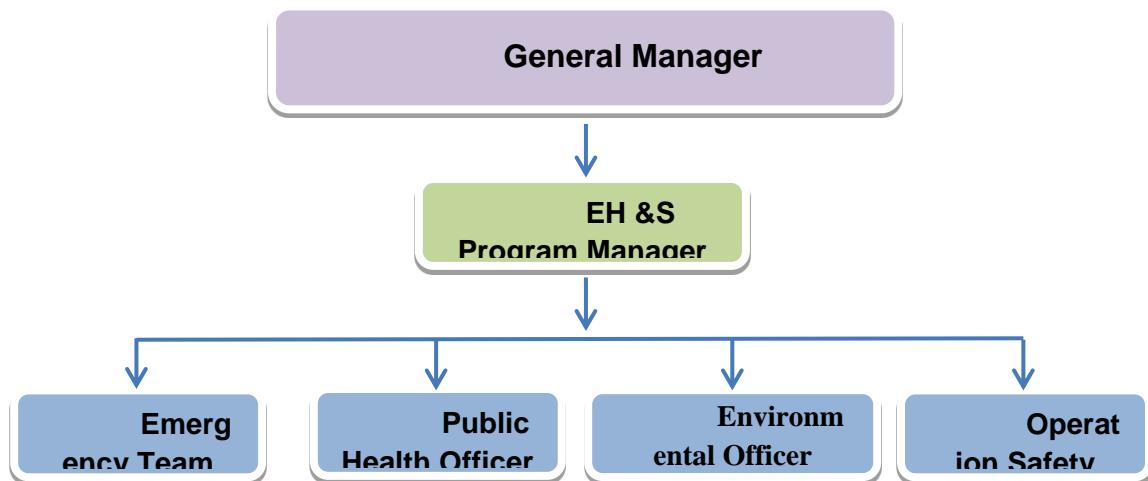 General Manager
EH &S
Program Manager
Emerg
ency Team
Public
Health Officer
Environm
ental Officer
Operat
ion Safety